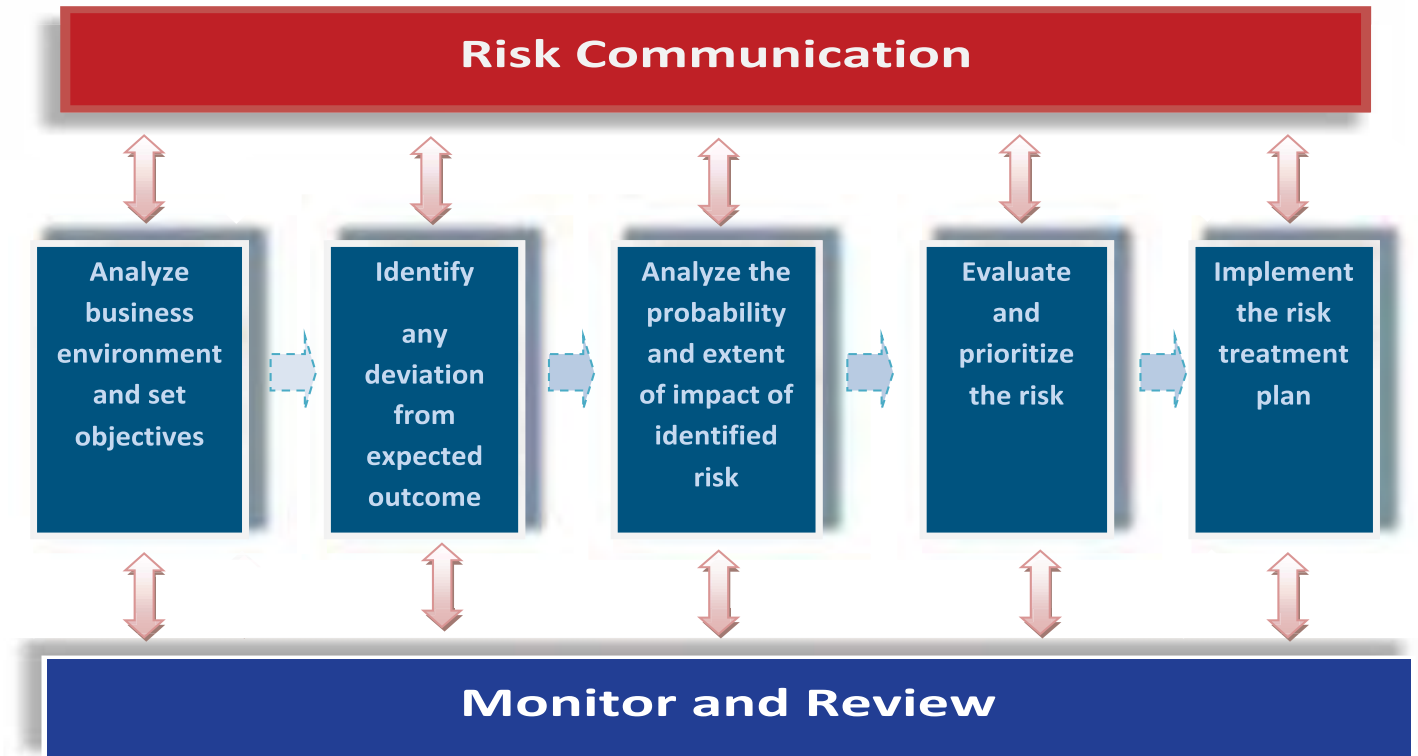 Risk Communication
Analyze
business
environment
and set
objectives
Identify
any
deviation
from
expected
outcome
Analyze the
probability
and extent
of impact of
identified
risk
Evaluate
and
prioritize
the risk
Implement
the risk
treatment
plan
Monitor and Review